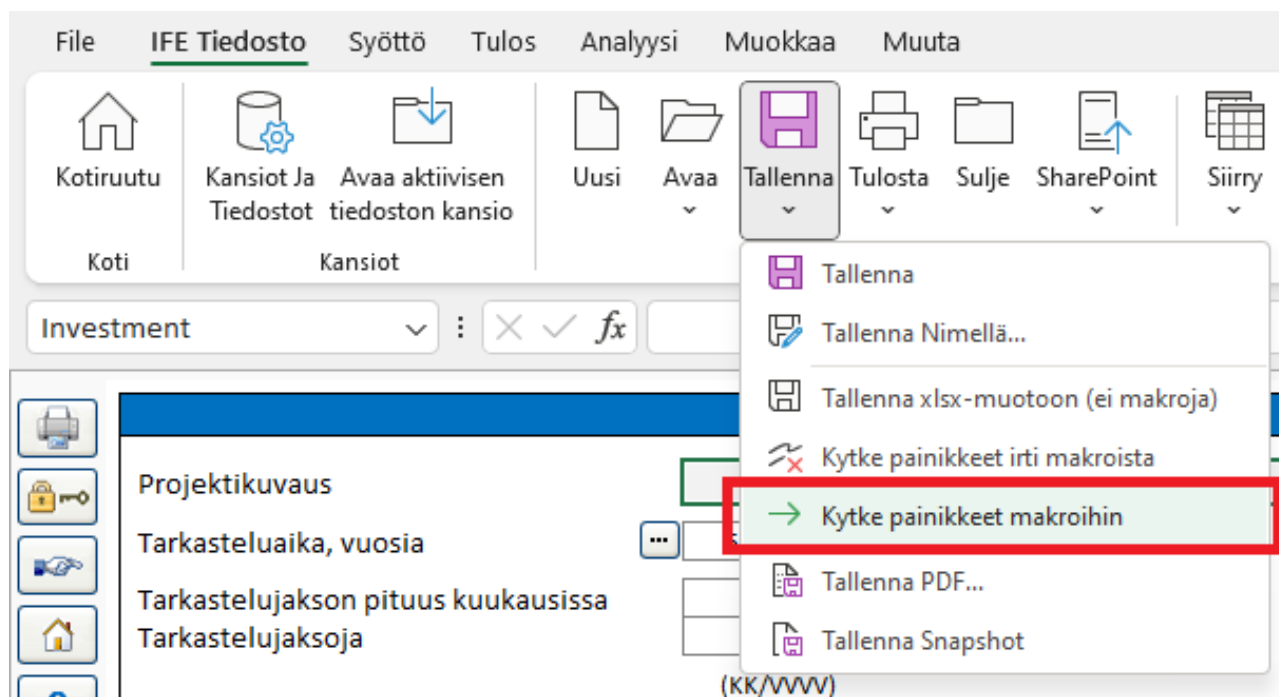 File IFE Tiedosto Syöttö Tulos Analyysi Muokkaa Muuta
Kotiruutu Kansiot Ja Avaa aktiivisen Uusi Avaa Tallenna Tulosta Sulje SharePoint Siirry
Tiedostot tiedoston kansio
Koti Kansiot
Tallenna
Investment fx
Tallenna Nimellä...
Tallenna xlsx-muotoon (ei makroja)
Kytke painikkeet irti makroista
Projektikuvaus
Kytke painikkeet makroihin
Tarkasteluaika, vuosia
Tallenna PDF...
Tarkastelujakson pituus kuukausissa
Tarkastelujaksoja
Tallenna Snapshot
(KK/VVVV)